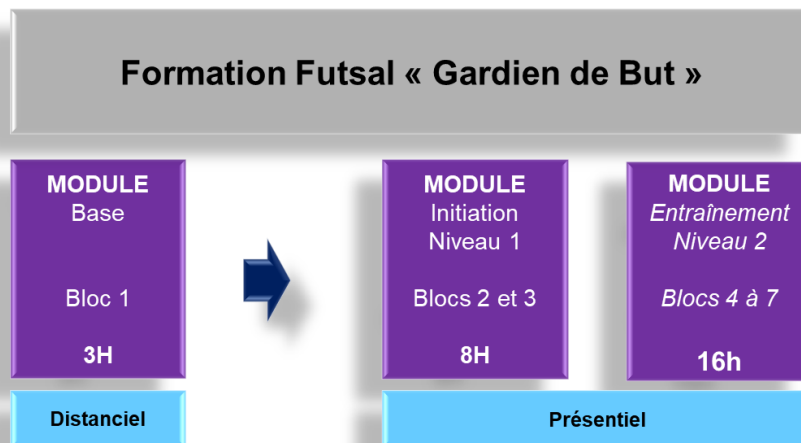 Formation Futsal « Gardien de But »
MODULE
Base
Bloc 1
3H
Distanciel
MODULE
Initiation
Niveau 1
Blocs 2 et 3
8H
MODULE
Entraînement
Niveau 2
Blocs 4 à 7
16h
Présentiel